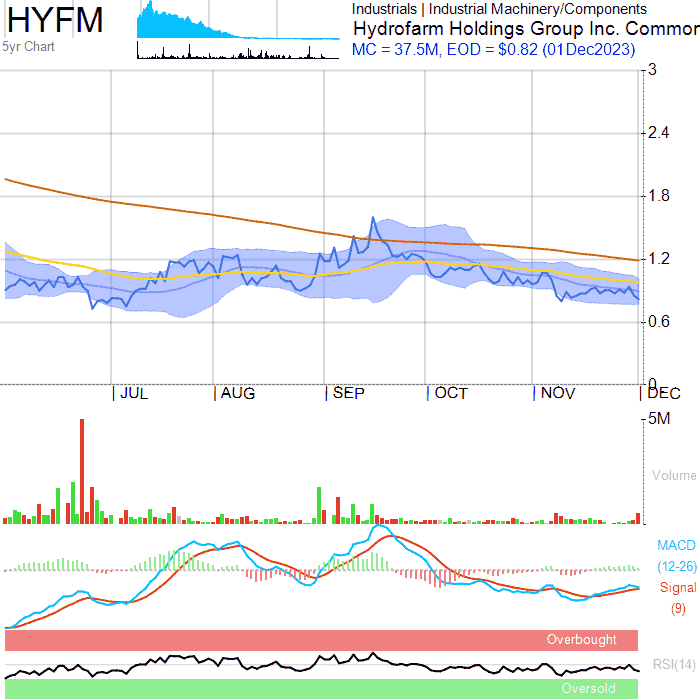 HYFM
5yr Chart
Industrials | Industrial Machinery/Components
Hydrofarm Holdings Group Inc. Common
MC = 37.5M, EOD = $0.82 (01Dec2023)
3
2.4
1.8
1.2
0.6
0
| JUL
| AUG
| SEP
| OCT
| NOV
| DEC
5M
Volume
MACD
(12-26)
Signal
(9)
Overbought
RSI(14)
Oversold